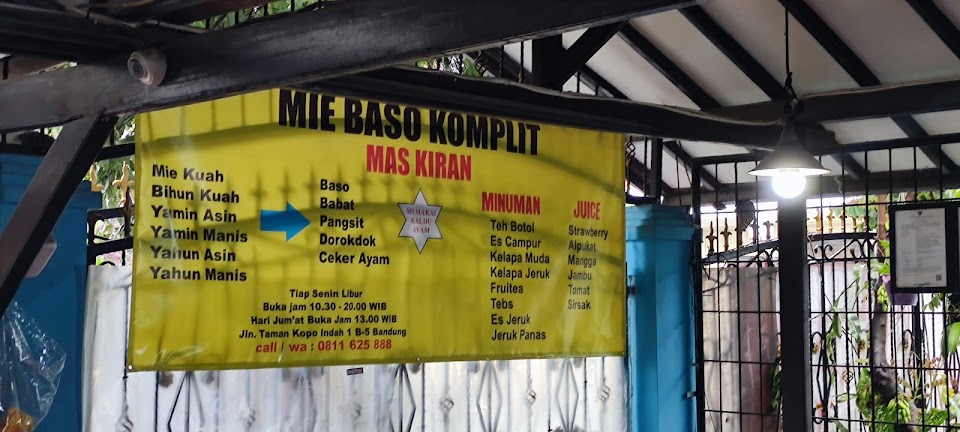 MIE BASO KOMPLIT
MAS KIRAN
Mie Kuah
Bihun Kuah
Yamin Asin
Yamin Manis
Yahun Asin
Yahun Manis
Baso
Babat
Pangsit
Dorokdok
Ceker Ayam
MEMAKAI
KALDU
AYAM
MINUMAN
Teh Botol
Es Campur
Kelapa Muda
Kelapa Jeruk
Fruitea
Tebs
Es Jeruk
Jeruk Panas
JUICE
Strawberry
Alpukat
Mangga
Jambu
Tomat
Sirsak
Tiap Senin Libur
Buka jam 10.30 - 20.00 WIB
Hari Jum'at Buka Jam 13.00 WIB
Jln. Taman Kopo Indah 1 B-5 Bandung
call / wa : 0811 625 888